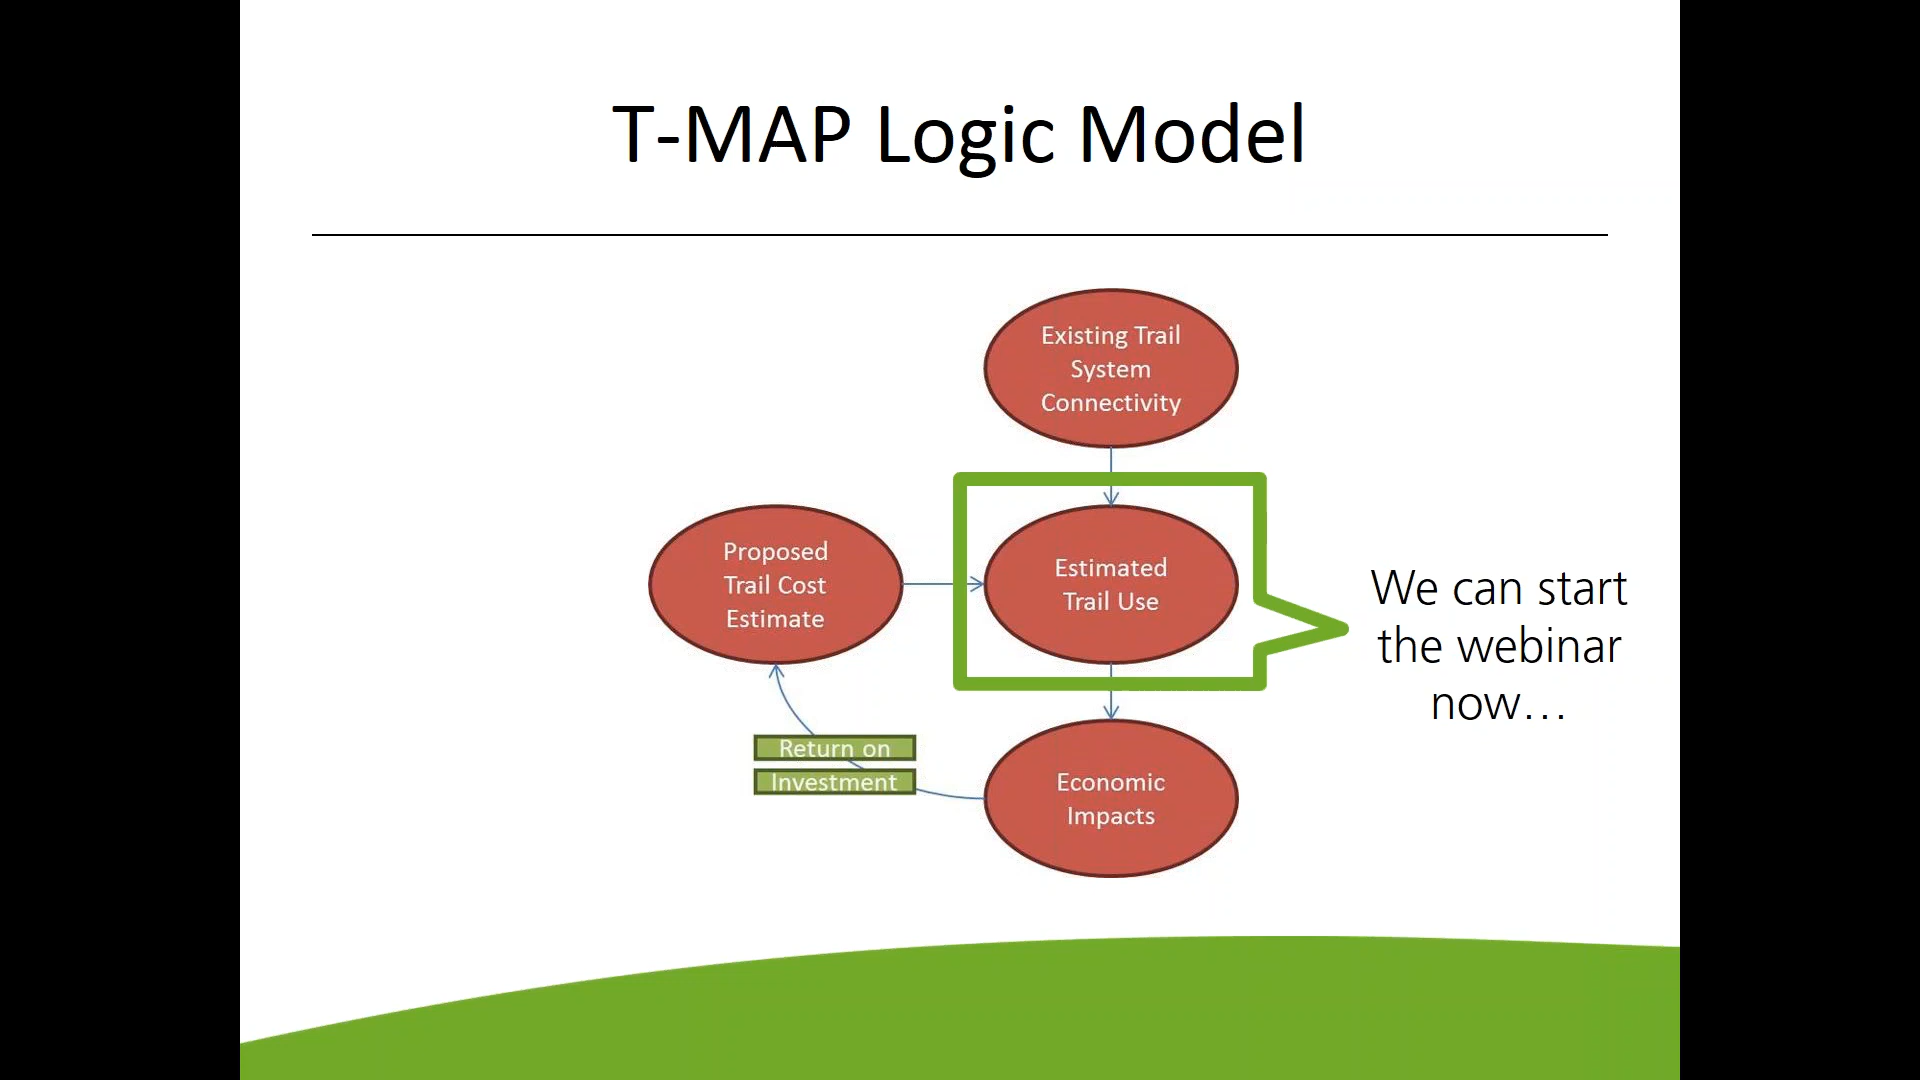 T-MAP Logic Model
Existing Trail
System
Connectivity
Proposed
Trail Cost
Estimate
Estimated
Trail Use
We can start
the webinar
now…
Return on
Investment
Economic
Impacts